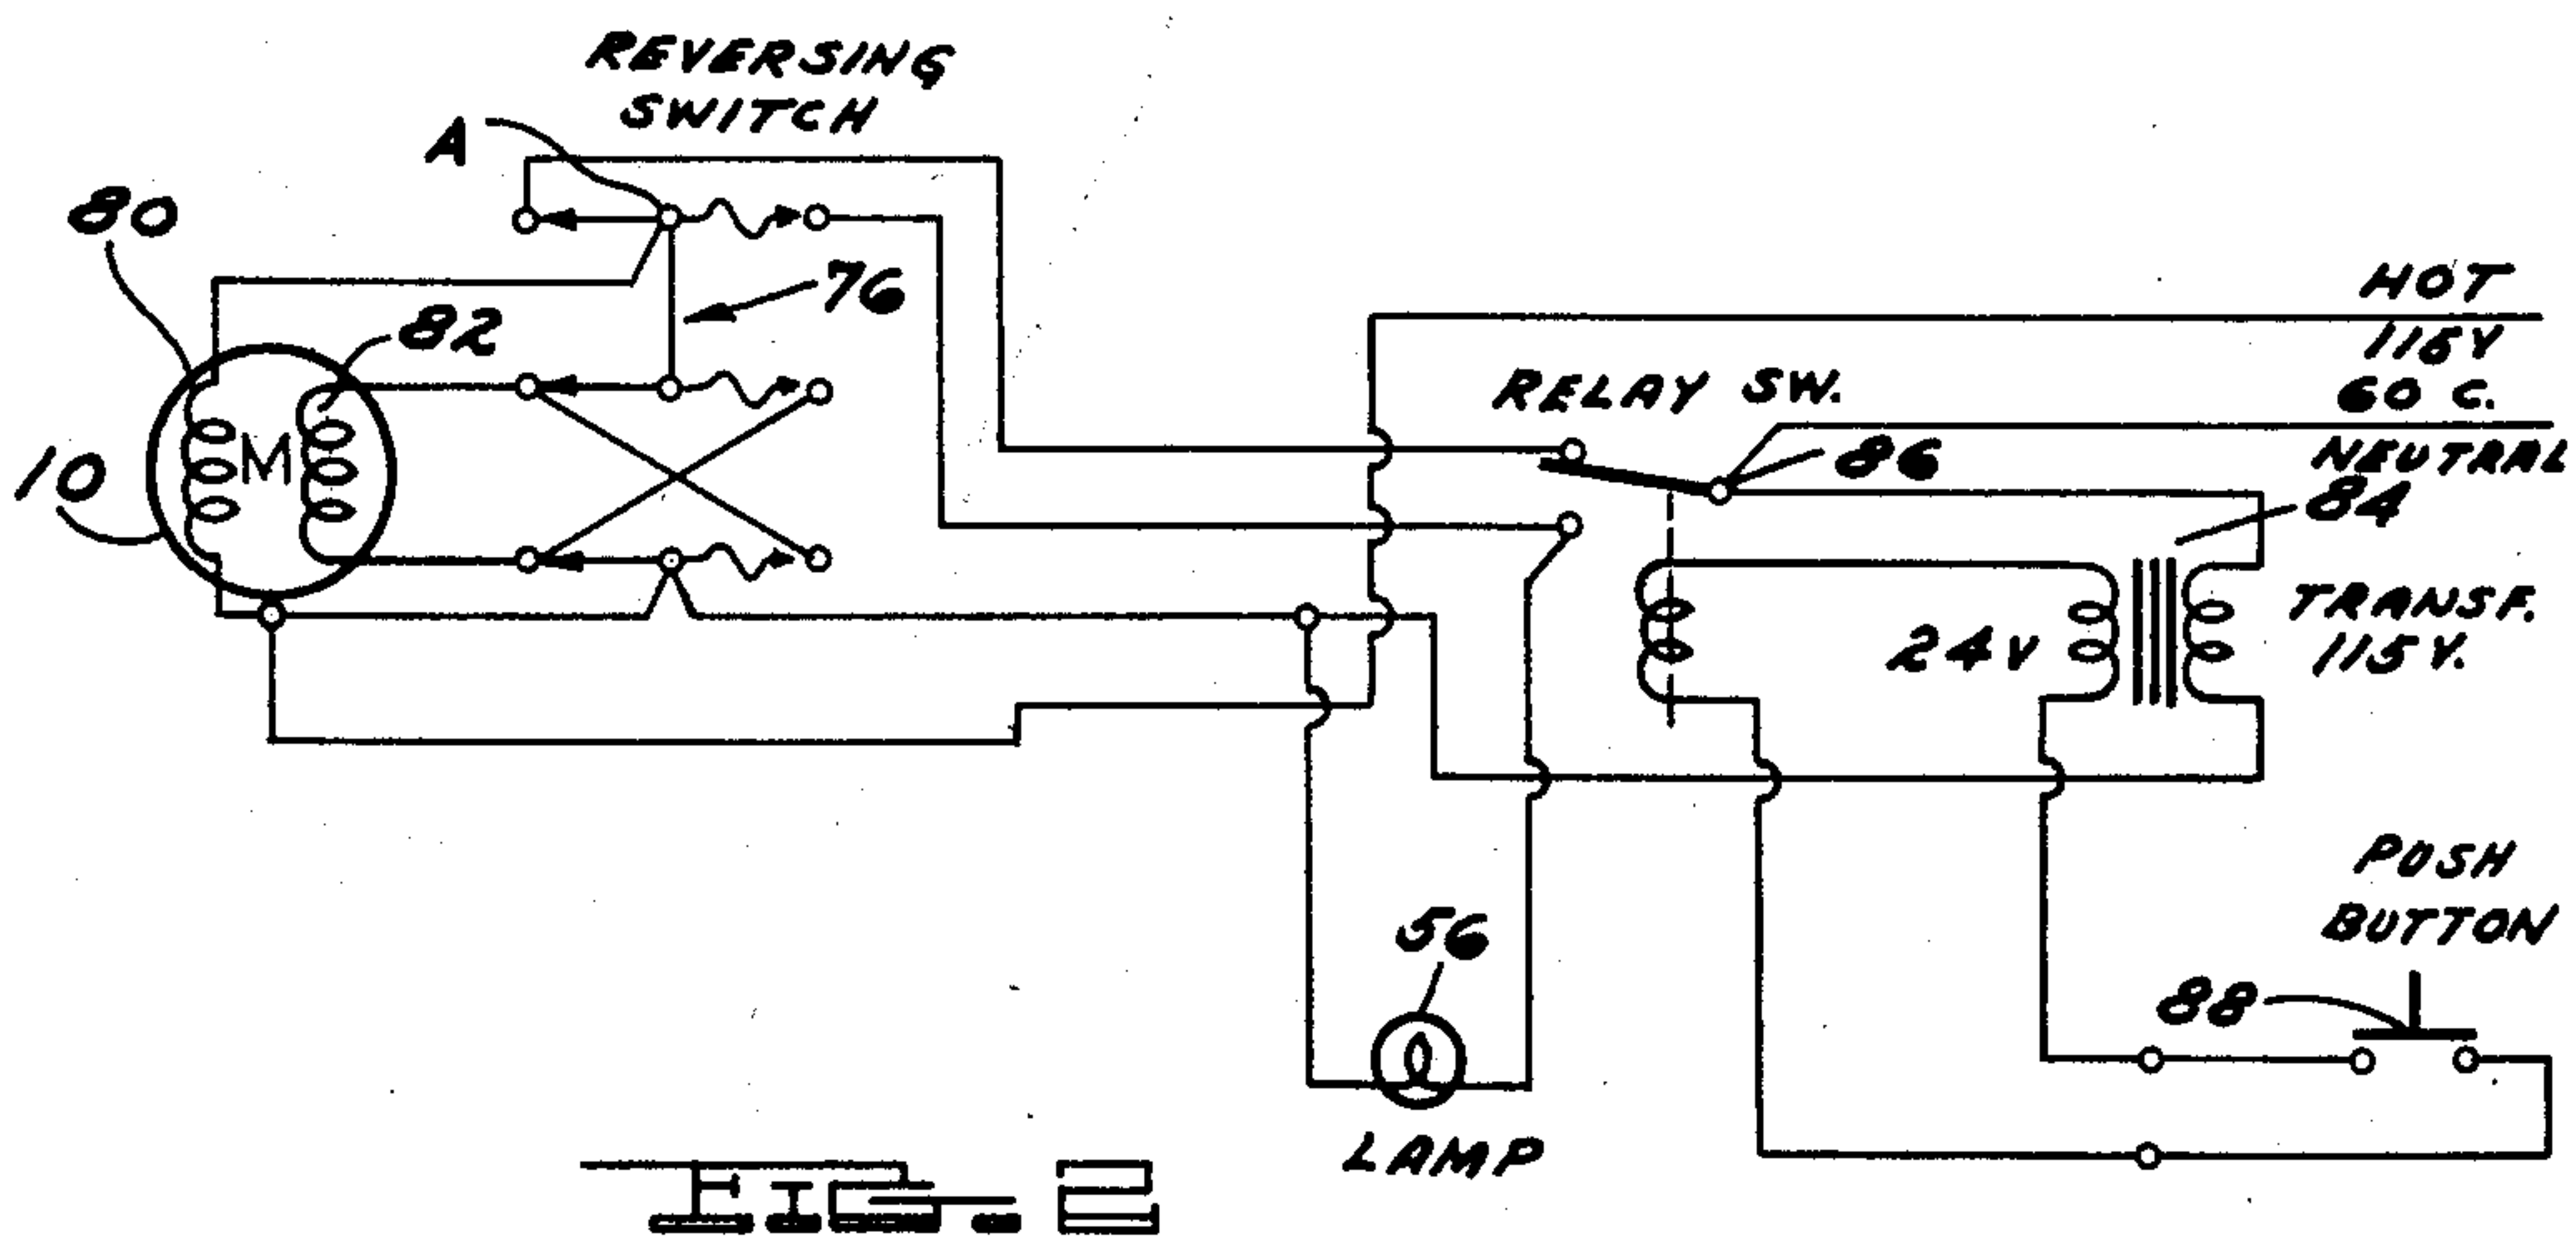 REVERSING
SWITCH
A
80
82
76
10
M
HOT
115V
60 C.
NEUTRAL
RELAY SW.
86
84
TRANSF.
115V.
24V
PUSH
BUTTON
88
56
LAMP
FIG-2